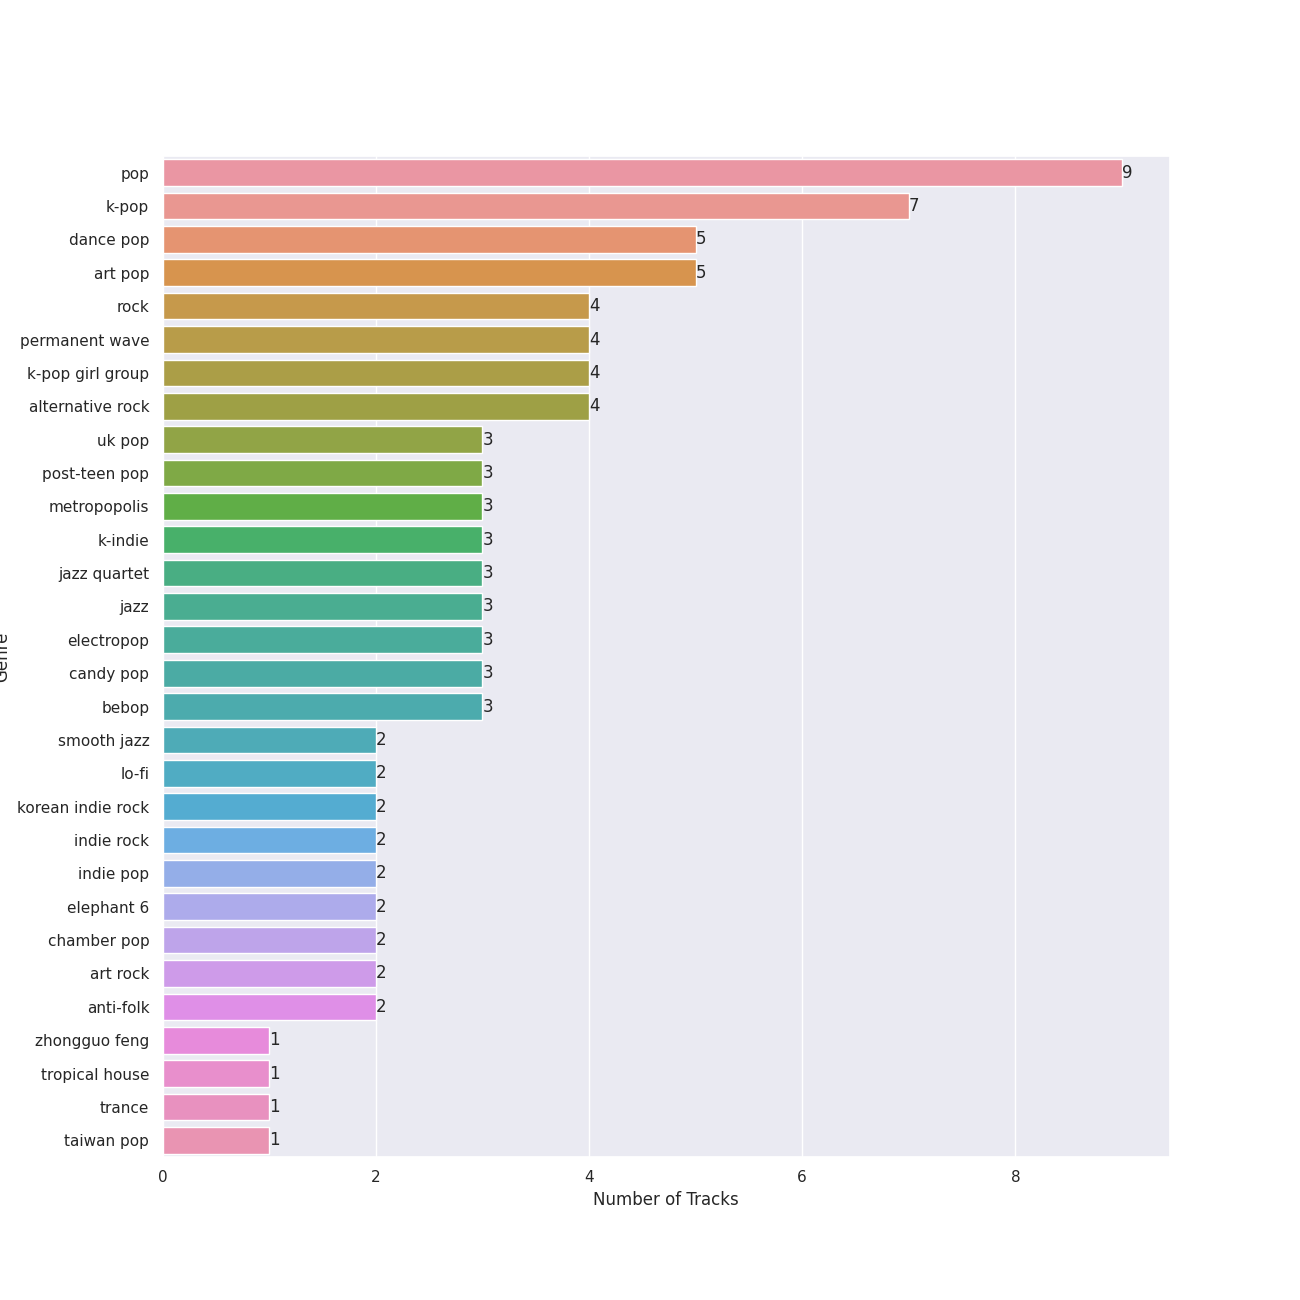 pop 9
k-pop 7
dance pop 5
art pop 5
rock 4
permanent wave 4
k-pop girl group 4
alternative rock 4
uk pop 3
post-teen pop 3
metropopolis 3
k-indie 3
jazz quartet 3
jazz 3
electropop 3
candy pop 3
bebop 3
smooth jazz 2
lo-fi 2
korean indie rock 2
indie rock 2
indie pop 2
elephant 6 2
chamber pop 2
art rock 2
anti-folk 2
zhongguo feng 1
tropical house 1
trance 1
taiwan pop 1
0 2 4 6 8
Number of Tracks
Genre